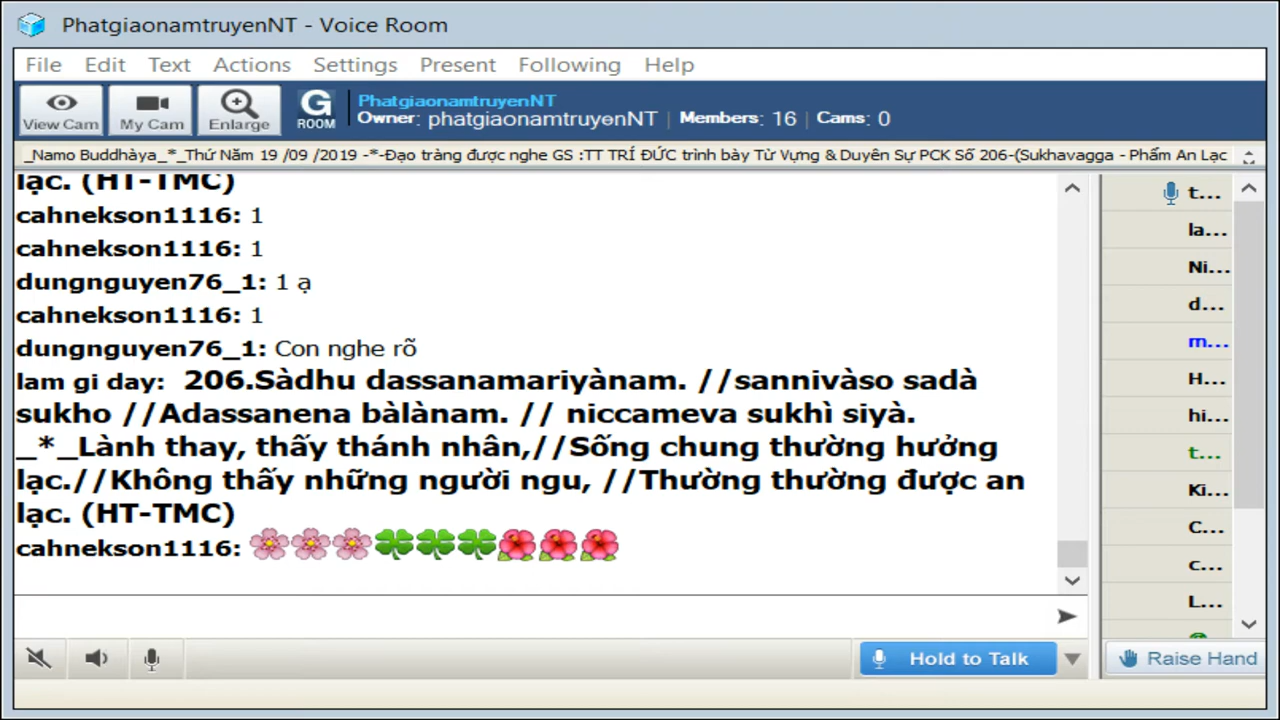 PhatgiaonamtruyenNT - Voice Room
File Edit Text Actions Settings Present Following Help
View Cam My Cam Enlarge G ROOM
PhatgiaonamtruyenNT
Owner: phatgiaonamtruyenNT Members: 16 Cams: 0
_Namo Buddhàya_*_Thứ Năm 19 /09 /2019 -*-Đạo tràng được nghe GS :TT TRÍ ĐỨC trình bày Từ Vựng & Duyên Sự PCK Số 206-(Sukhavagga - Phẩm An Lạc
lạc. (HT-TMC)
cahnekson1116: 1
cahnekson1116: 1
dungnguyen76_1: 1 ạ
cahnekson1116: 1
dungnguyen76_1: Con nghe rõ
lam gi day: 206.Sàdhu dassanamariyànam. //sannivàso sadà
sukho //Adassanena bàlànam. // niccameva sukhì siyà.
_*_Lành thay, thấy thánh nhân,//Sống chung thường hưởng
lạc.//Không thấy những người ngu, //Thường thường được an
lạc. (HT-TMC)
cahnekson1116:
t...
la...
Ni...
d...
m...
H...
hi...
t...
Ki...
C...
c...
L...
Hold to Talk
Raise Hand